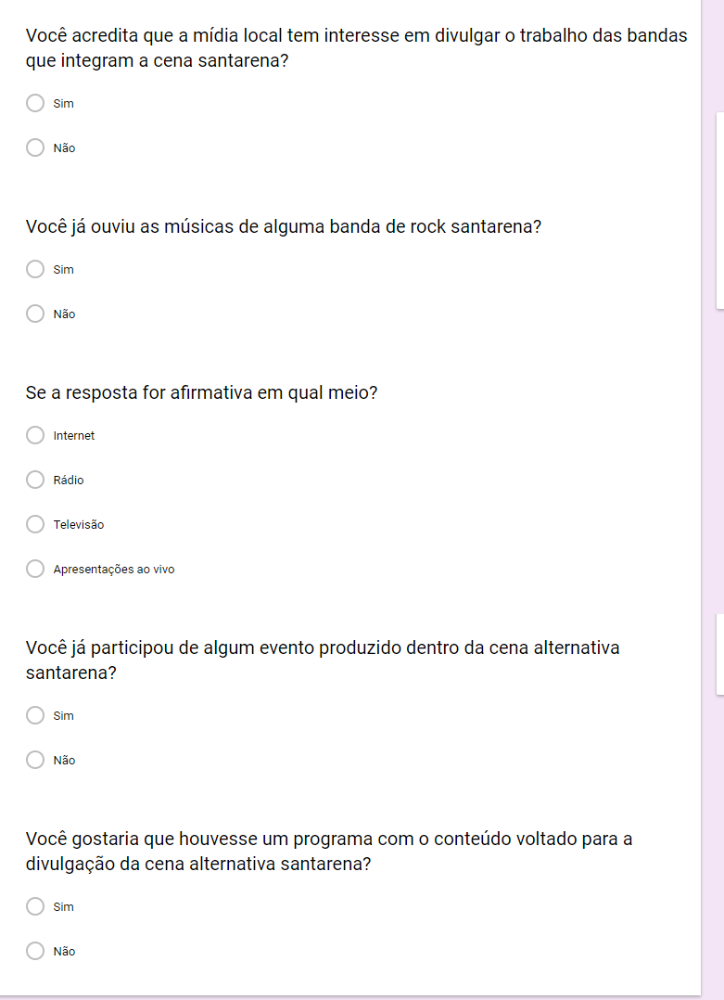 Você acredita que a mídia local tem interesse em divulgar o trabalho das bandas
que integram a cena santarena?
Sim
Não
Você já ouviu as músicas de alguma banda de rock santarena?
Sim
Não
Se a resposta for afirmativa em qual meio?
Internet
Rádio
Televisão
Apresentações ao vivo
Você já participou de algum evento produzido dentro da cena alternativa
santarena?
Sim
Não
Você gostaria que houvesse um programa com o conteúdo voltado para a
divulgação da cena alternativa santarena?
Sim
Não